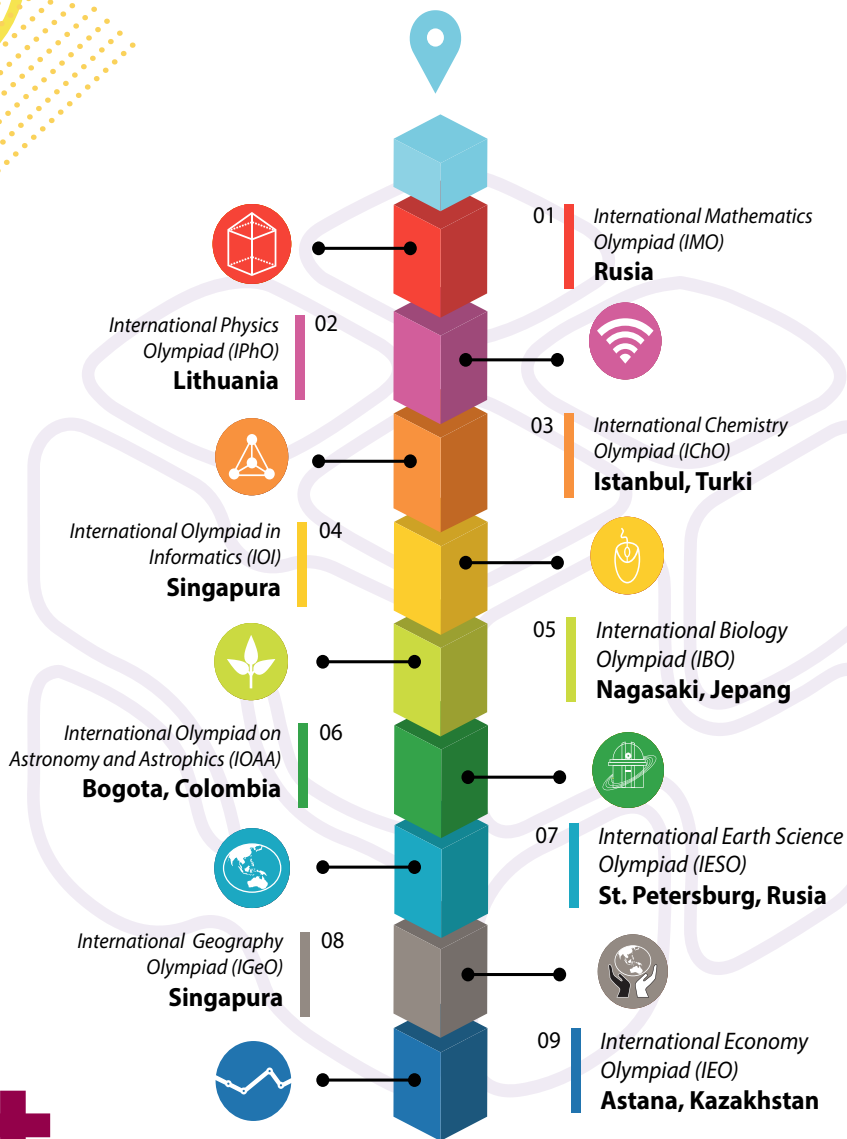 01
International Mathematics
Olympiad (IMO)
Rusia
02
International Physics
Olympiad (IPhO)
Lithuania
03
International Chemistry
Olympiad (IChO)
Istanbul, Turki
04
International Olympiad in
Informatics (IOI)
Singapura
05
International Biology
Olympiad (IBO)
Nagasaki, Jepang
06
International Olympiad on
Astronomy and Astrophics (IOAA)
Bogota, Colombia
07
International Earth Science
Olympiad (IESO)
St. Petersburg, Rusia
08
International Geography
Olympiad (IGeO)
Singapura
09
International Economy
Olympiad (IEO)
Astana, Kazakhstan